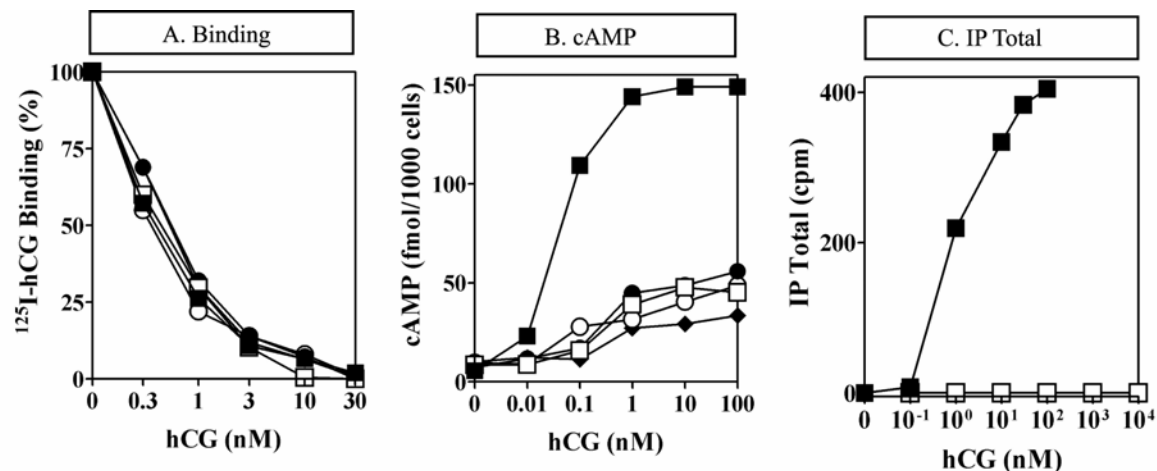 A. Binding
B. cAMP
C. IP Total
¹²⁵I-hCG Binding (%)
100
75
50
25
0
0 0.3 1 3 10 30
hCG (nM)
cAMP (fmol/1000 cells)
150
100
50
0
0 0.01 0.1 1 10 100
hCG (nM)
IP Total (cpm)
400
200
0
0 10⁻¹ 10⁰ 10¹ 10² 10³ 10⁴
hCG (nM)